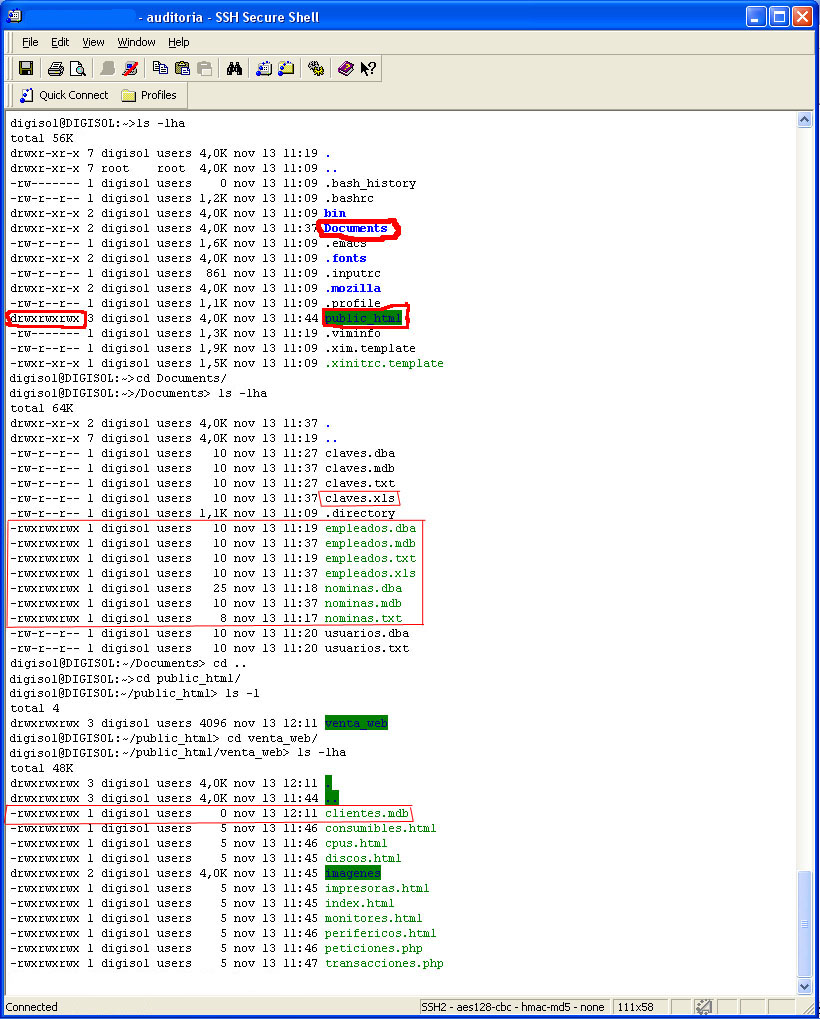 - auditoria - SSH Secure Shell
File Edit View Window Help
Quick Connect Profiles
digisol@DIGISOL:~>ls -lha
total 56K
drwxr-xr-x 7 digisol users 4,0K nov 13 11:19 .
drwxr-xr-x 7 root root 4,0K nov 13 11:09 ..
-rw------- 1 digisol users 0 nov 13 11:09 .bash_history
-rw-r--r-- 1 digisol users 1,2K nov 13 11:09 .bashrc
drwxr-xr-x 2 digisol users 4,0K nov 13 11:09 bin
drwxr-xr-x 2 digisol users 4,0K nov 13 11:37 Documents
-rw-r--r-- 1 digisol users 1,6K nov 13 11:09 .emacs
drwxr-xr-x 2 digisol users 4,0K nov 13 11:09 .fonts
-rw-r--r-- 1 digisol users 861 nov 13 11:09 .inputrc
drwxr-xr-x 2 digisol users 4,0K nov 13 11:09 .mozilla
-rw-r--r-- 1 digisol users 1,1K nov 13 11:09 .profile
drwxrwxrwx 3 digisol users 4,0K nov 13 11:44 public_html
-rw------- 1 digisol users 1,3K nov 13 11:19 .viminfo
-rw-r--r-- 1 digisol users 1,9K nov 13 11:09 .xim.template
-rwxr-xr-x 1 digisol users 1,5K nov 13 11:09 .xinitrc.template
digisol@DIGISOL:~>cd Documents/
digisol@DIGISOL:~>/Documents> ls -lha
total 64K
drwxr-xr-x 2 digisol users 4,0K nov 13 11:37 .
drwxr-xr-x 7 digisol users 4,0K nov 13 11:19 ..
-rw-r--r-- 1 digisol users 10 nov 13 11:27 claves.dba
-rw-r--r-- 1 digisol users 10 nov 13 11:37 claves.mdb
-rw-r--r-- 1 digisol users 10 nov 13 11:27 claves.txt
-rw-r--r-- 1 digisol users 10 nov 13 11:37 claves.xls
-rw-r--r-- 1 digisol users 1,1K nov 13 11:09 .directory
-rwxrwxrwx 1 digisol users 10 nov 13 11:19 empleados.dba
-rwxrwxrwx 1 digisol users 10 nov 13 11:37 empleados.mdb
-rwxrwxrwx 1 digisol users 10 nov 13 11:19 empleados.txt
-rwxrwxrwx 1 digisol users 10 nov 13 11:37 empleados.xls
-rwxrwxrwx 1 digisol users 25 nov 13 11:18 nominas.dba
-rwxrwxrwx 1 digisol users 10 nov 13 11:37 nominas.mdb
-rwxrwxrwx 1 digisol users 8 nov 13 11:17 nominas.txt
-rw-r--r-- 1 digisol users 10 nov 13 11:20 usuarios.dba
-rw-r--r-- 1 digisol users 10 nov 13 11:20 usuarios.txt
digisol@DIGISOL:~/Documents> cd ..
digisol@DIGISOL:~>cd public_html/
digisol@DIGISOL:~/public_html> ls -l
total 4
drwxrwxrwx 3 digisol users 4096 nov 13 12:11 venta_web
digisol@DIGISOL:~/public_html> cd venta_web/
digisol@DIGISOL:~/public_html/venta_web> ls -lha
total 48K
drwxrwxrwx 3 digisol users 4,0K nov 13 12:11 .
drwxrwxrwx 3 digisol users 4,0K nov 13 11:44 ..
-rwxrwxrwx 1 digisol users 0 nov 13 12:11 clientes.mdb
-rwxrwxrwx 1 digisol users 5 nov 13 11:46 consumibles.html
-rwxrwxrwx 1 digisol users 5 nov 13 11:46 cpus.html
-rwxrwxrwx 1 digisol users 5 nov 13 11:45 discos.html
drwxrwxrwx 2 digisol users 4,0K nov 13 11:45 imagenes
-rwxrwxrwx 1 digisol users 5 nov 13 11:45 impresoras.html
-rwxrwxrwx 1 digisol users 5 nov 13 11:45 index.html
-rwxrwxrwx 1 digisol users 5 nov 13 11:45 monitores.html
-rwxrwxrwx 1 digisol users 5 nov 13 11:46 perifericos.html
-rwxrwxrwx 1 digisol users 5 nov 13 11:46 peticiones.php
-rwxrwxrwx 1 digisol users 5 nov 13 11:47 transacciones.php
Connected SSH2 - aes128-cbc - hmac-md5 - none 111x58